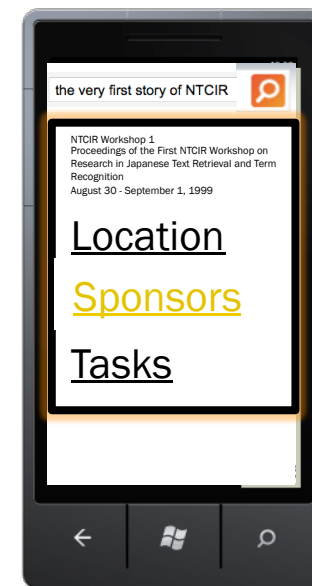 the very first story of NTCIR
NTCIR Workshop 1
Proceedings of the First NTCIR Workshop on
Research in Japanese Text Retrieval and Term
Recognition
August 30 - September 1, 1999
Location
Sponsors
Tasks